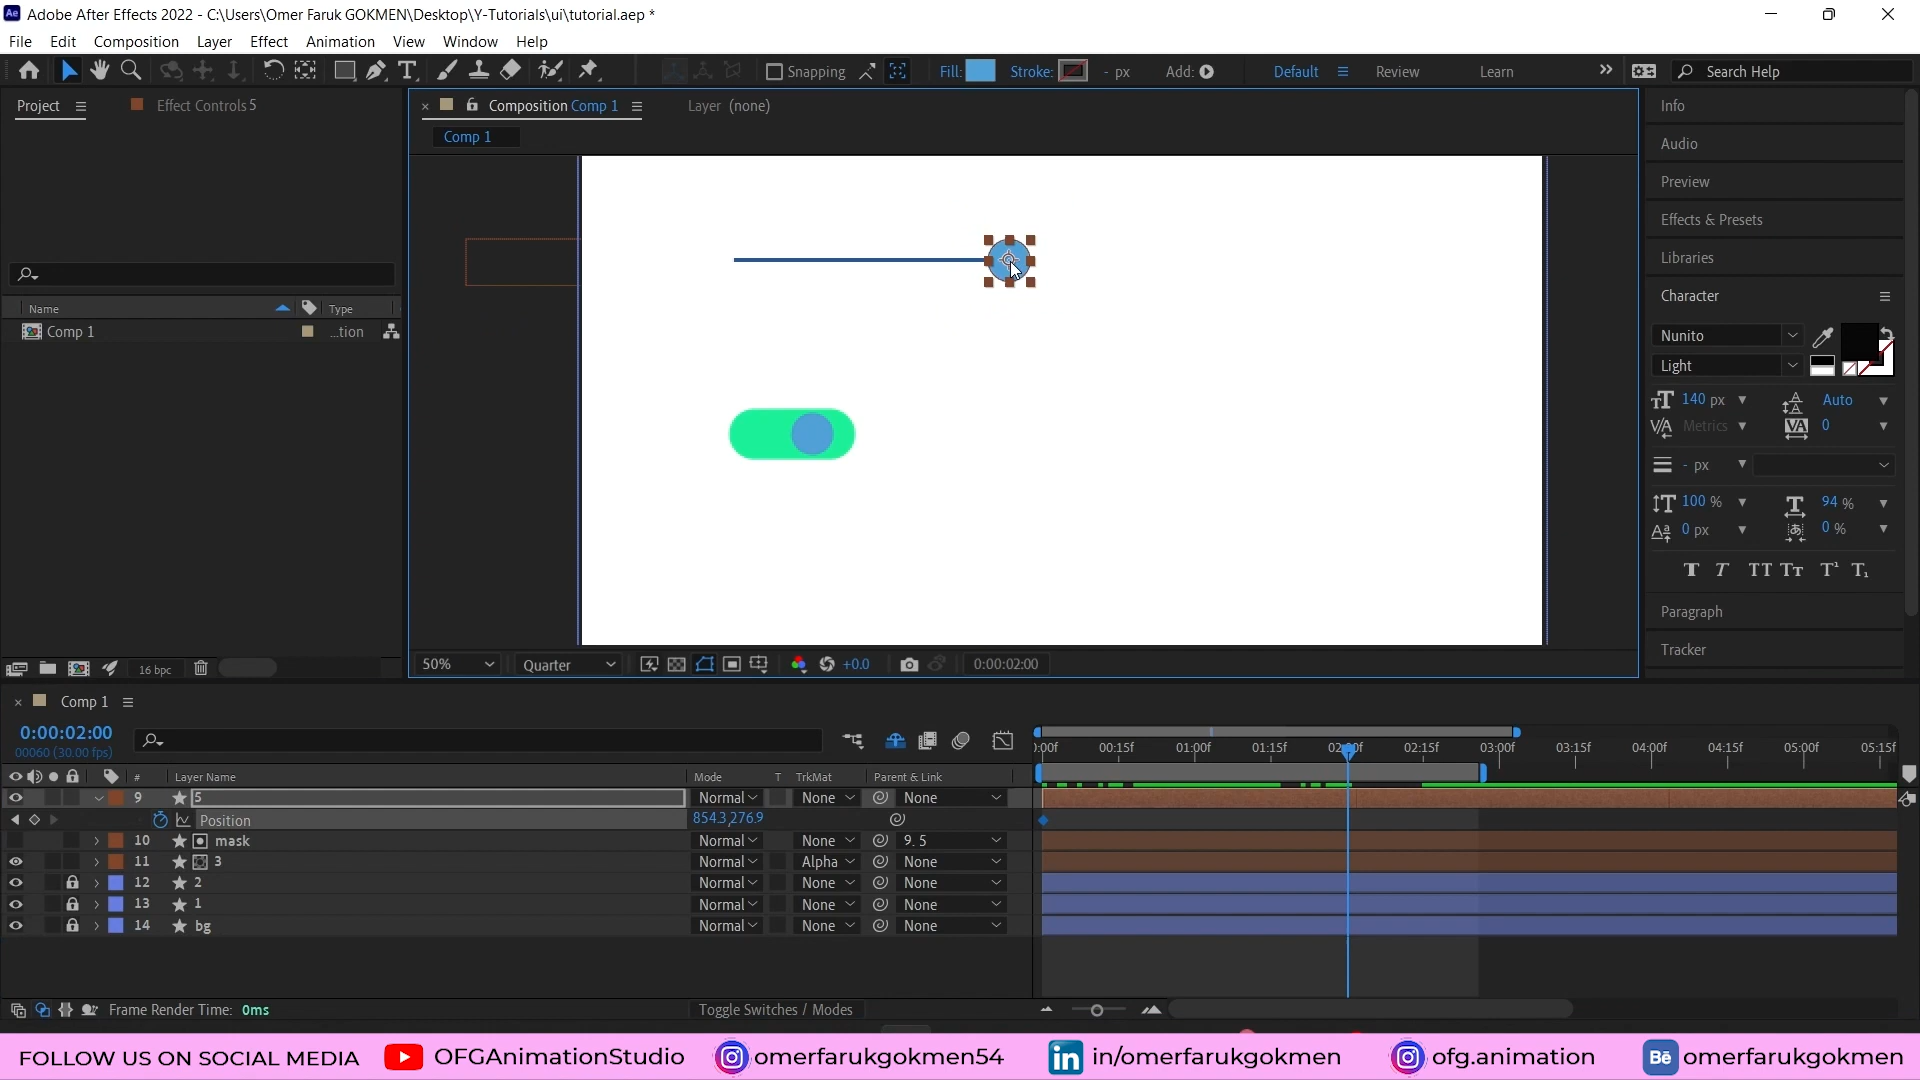 Adobe After Effects 2022 - C:\Users\Omer Faruk GOKMEN\Desktop\Y-Tutorials\ui\tutorial.aep *
File Edit Composition Layer Effect Animation View Window Help
Snapping Fill: Stroke: - px Add: Default Review Learn Search Help
Project Effect Controls 5 × Composition Comp 1 Layer (none)
Comp 1
Name Type
Comp 1 ...tion
16 bpc
50% Quarter +0.0 0:00:02:00
Info
Audio
Preview
Effects & Presets
Libraries
Character
Nunito
Light
140 px Auto
Metrics 0
- px
100 % 94 %
0 px 0 %
T T TT Tт T¹ T₁
Paragraph
Tracker
× Comp 1
0:00:02:00
00060 (30.00 fps)
:00f 00:15f 01:00f 01:15f 02:00f 02:15f 03:00f 03:15f 04:00f 04:15f 05:00f 05:15f
# Layer Name Mode T TrkMat Parent & Link
9 5 Normal None None
Position 854.3,276.9
10 mask Normal None 9. 5
11 3 Normal Alpha None
12 2 Normal None None
13 1 Normal None None
14 bg Normal None None
Frame Render Time: 0ms Toggle Switches / Modes
FOLLOW US ON SOCIAL MEDIA OFGAnimationStudio omerfarukgokmen54 in/omerfarukgokmen ofg.animation omerfarukgokmen